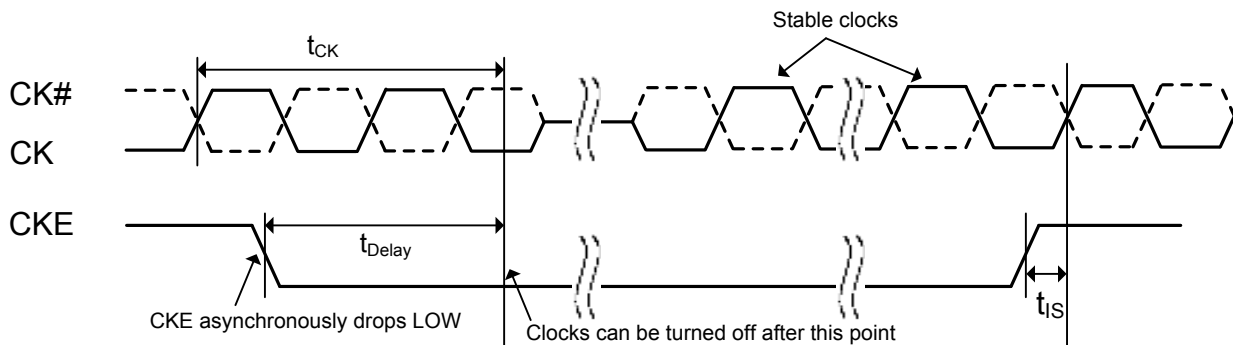 Stable clocks
tCK
CK#
CK
CKE
tDelay
tIS
CKE asynchronously drops LOW
Clocks can be turned off after this point